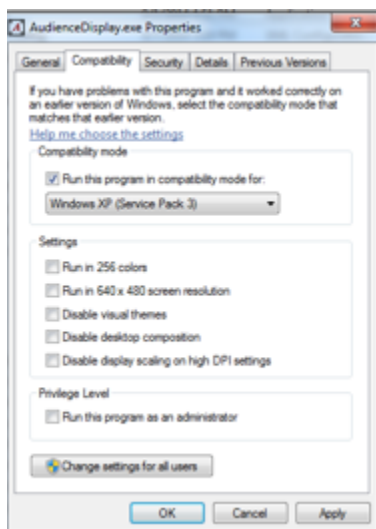 AudienceDisplay.exe Properties
General Compatibility Security Details Previous Versions
If you have problems with this program and it worked correctly on
an earlier version of Windows, select the compatibility mode that
matches that earlier version.
Help me choose the settings
Compatibility mode
Run this program in compatibility mode for:
Windows XP (Service Pack 3)
Settings
Run in 256 colors
Run in 640 x 480 screen resolution
Disable visual themes
Disable desktop composition
Disable display scaling on high DPI settings
Privilege Level
Run this program as an administrator
Change settings for all users
OK Cancel Apply